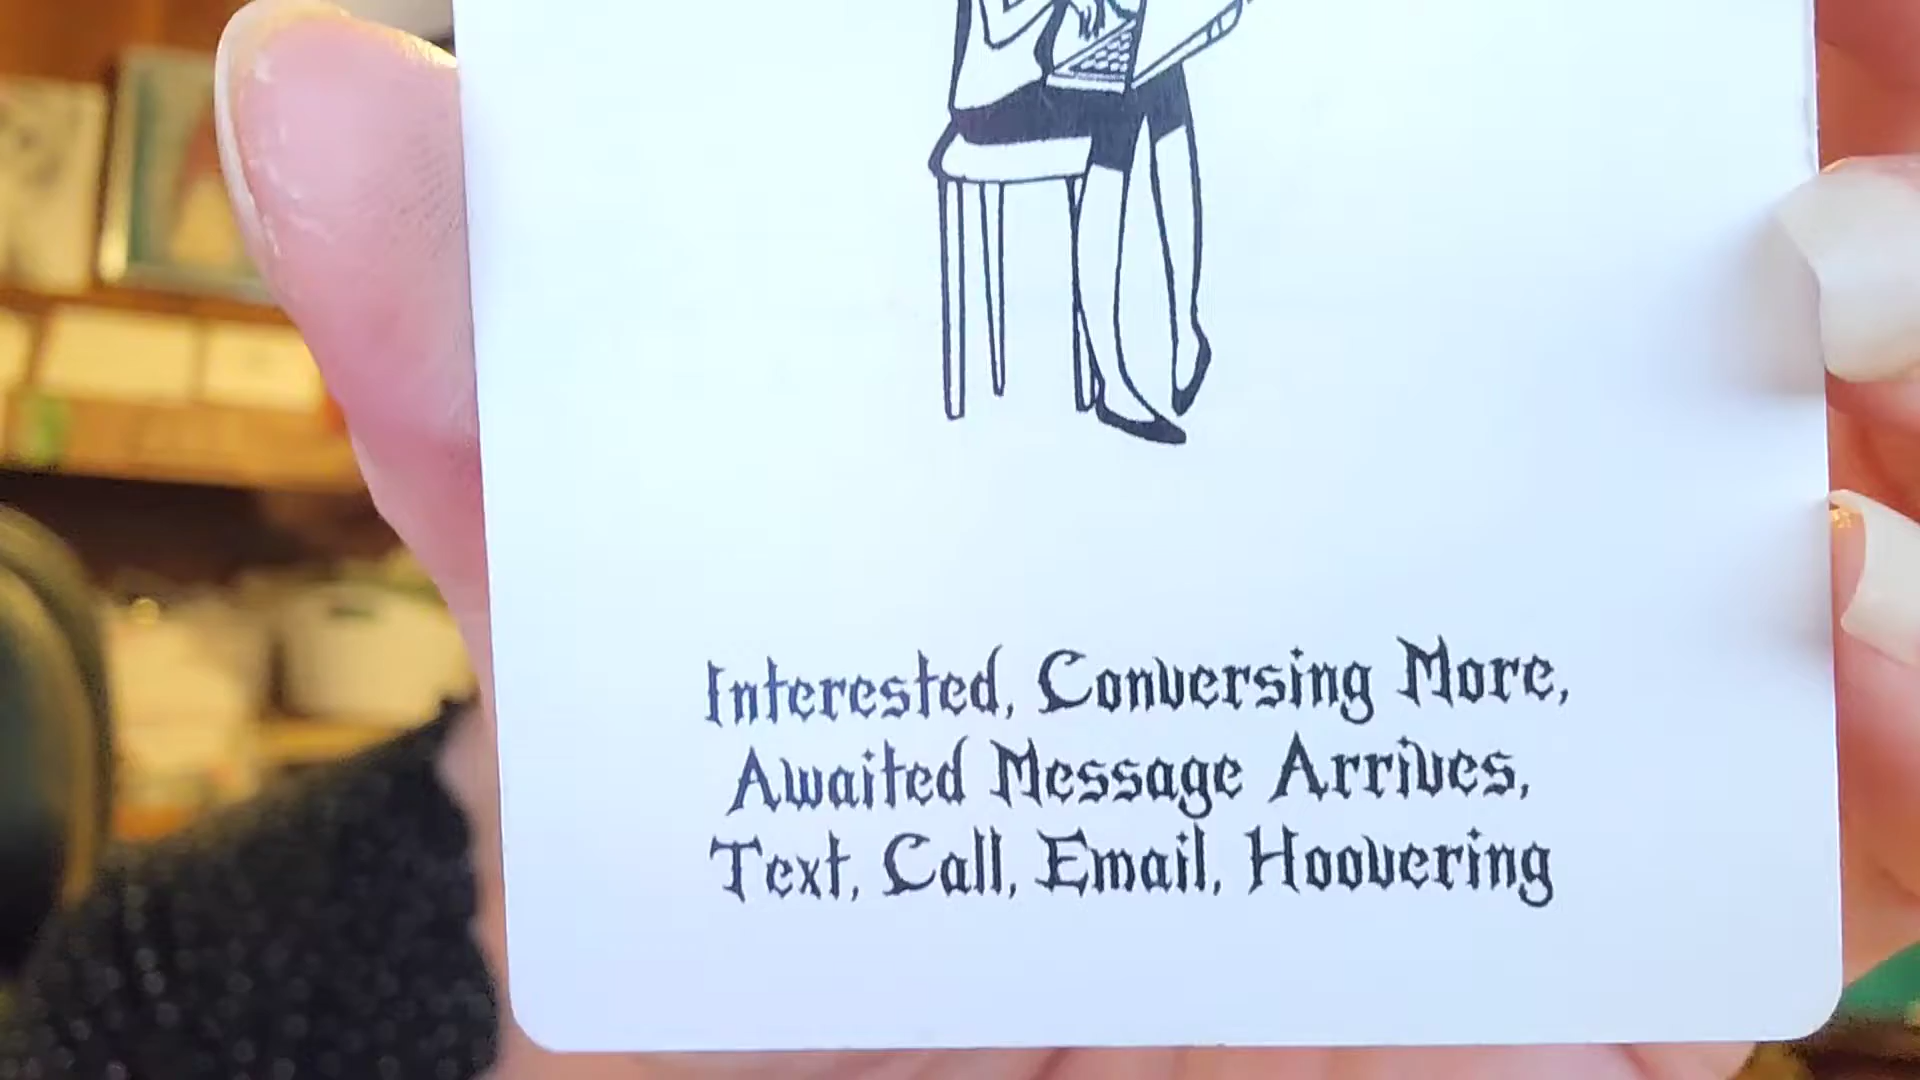 Interested, Conversing More,
Awaited Message Arrives,
Text, Call, Email, Hoovering